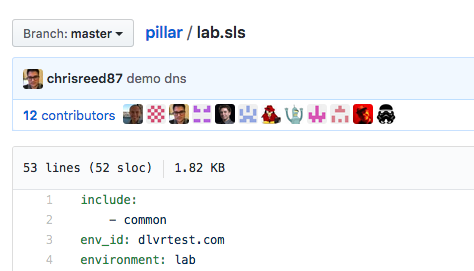 Branch: master pillar / lab.sls
chrisreed87 demo dns
12 contributors
53 lines (52 sloc) 1.82 KB
1 include:
2 - common
3 env_id: dlvrtest.com
4 environment: lab